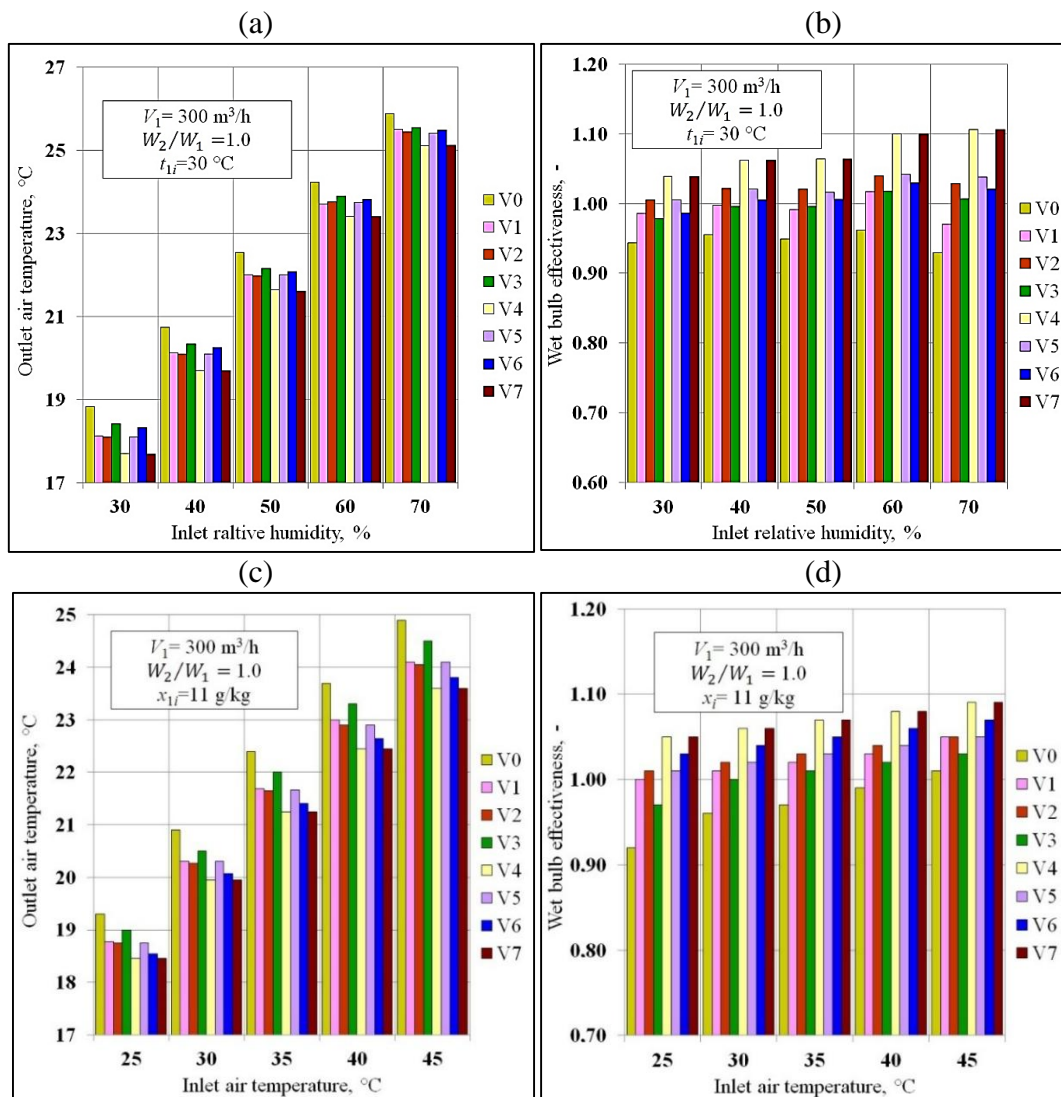 (a)
27
25
23
21
19
17
Outlet air temperature, °C
V₁= 300 m³/h
W₂/W₁ =1.0
t₁ᵢ=30 °C
30 40 50 60 70
Inlet raltive humidity, %
V0
V1
V2
V3
V4
V5
V6
V7
(b)
1.20
1.10
1.00
0.90
0.80
0.70
0.60
Wet bulb effectiveness, -
V₁= 300 m³/h
W₂/W₁ = 1.0
t₁ᵢ= 30 °C
30 40 50 60 70
Inlet relative humidity, %
V0
V1
V2
V3
V4
V5
V6
V7
(c)
25
24
23
22
21
20
19
18
17
Outlet air temperature, °C
V₁= 300 m³/h
W₂/W₁ = 1.0
x₁ᵢ=11 g/kg
25 30 35 40 45
Inlet air temperature, °C
V0
V1
V2
V3
V4
V5
V6
V7
(d)
1.20
1.10
1.00
0.90
0.80
0.70
Wet bulb effectiveness, -
V₁= 300 m³/h
W₂/W₁ = 1.0
xᵢ= 11 g/kg
25 30 35 40 45
Inlet air temperature, °C
V0
V1
V2
V3
V4
V5
V6
V7